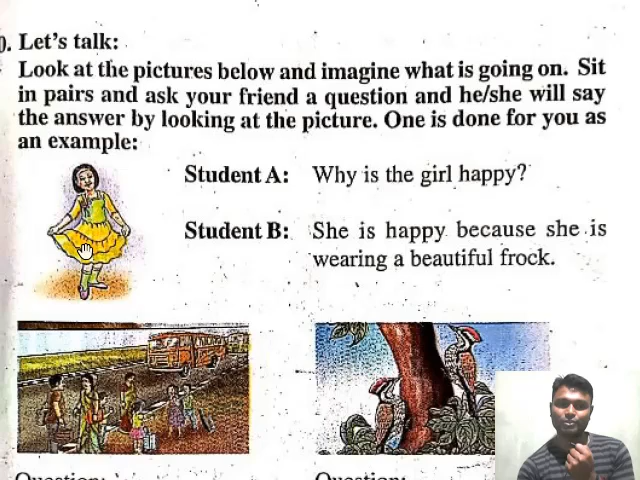 0. Let's talk:
Look at the pictures below and imagine what is going on. Sit
in pairs and ask your friend a question and he/she will say
the answer by looking at the picture. One is done for you as
an example:
Student A: Why is the girl happy?
Student B: She is happy because she is
wearing a beautiful frock.
Question: Question: